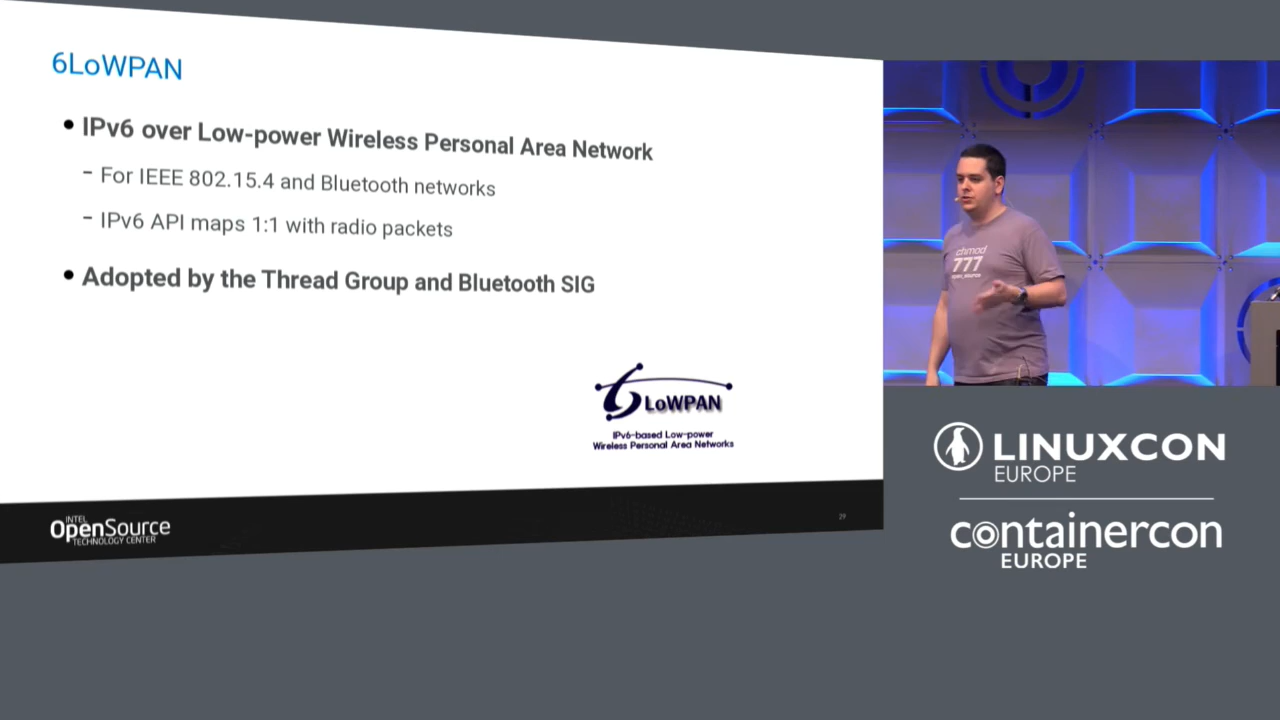 6LoWPAN
IPv6 over Low-power Wireless Personal Area Network
For IEEE 802.15.4 and Bluetooth networks
IPv6 API maps 1:1 with radio packets
Adopted by the Thread Group and Bluetooth SIG
6LoWPAN
IPv6-based Low-power
Wireless Personal Area Networks
INTEL
OpenSource
TECHNOLOGY CENTER
29
chmod
777
LINUXCON
EUROPE
containercon
EUROPE